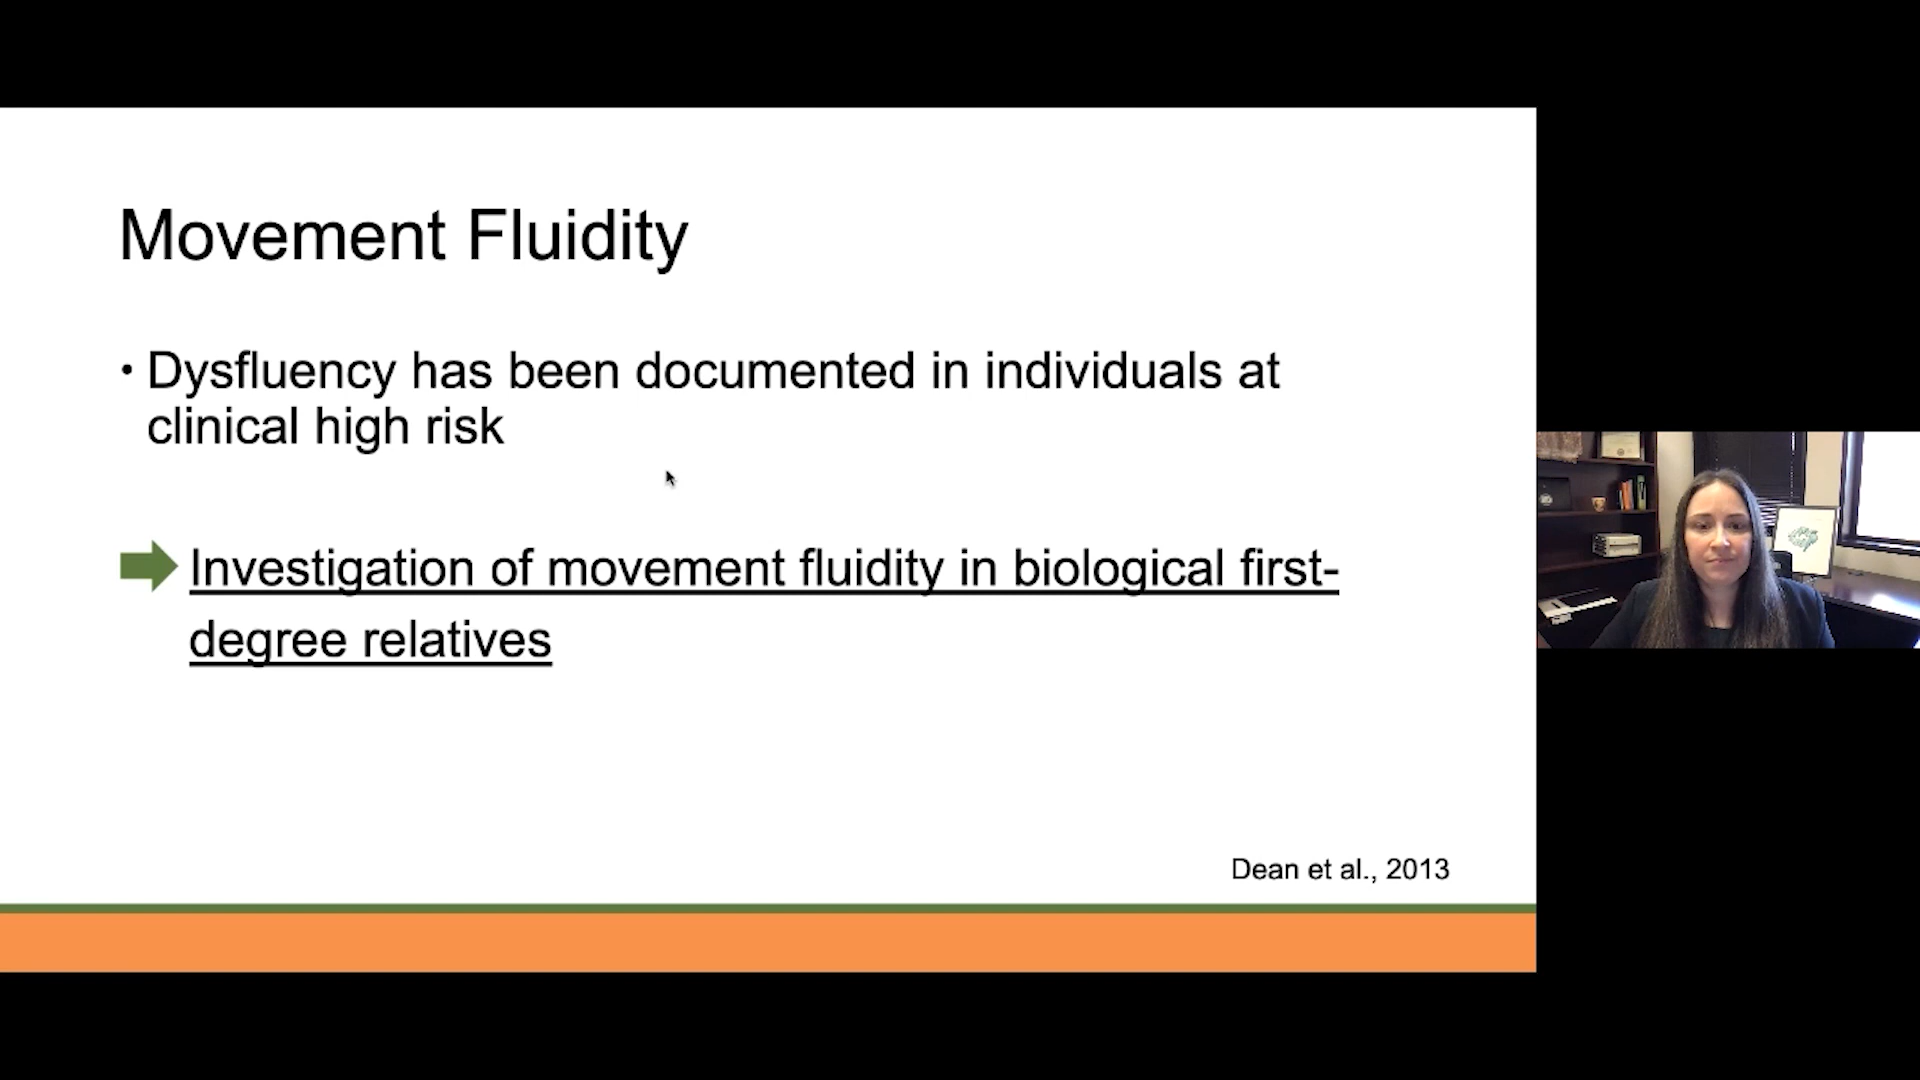 Movement Fluidity
• Dysfluency has been documented in individuals at
clinical high risk
Investigation of movement fluidity in biological first-
degree relatives
Dean et al., 2013